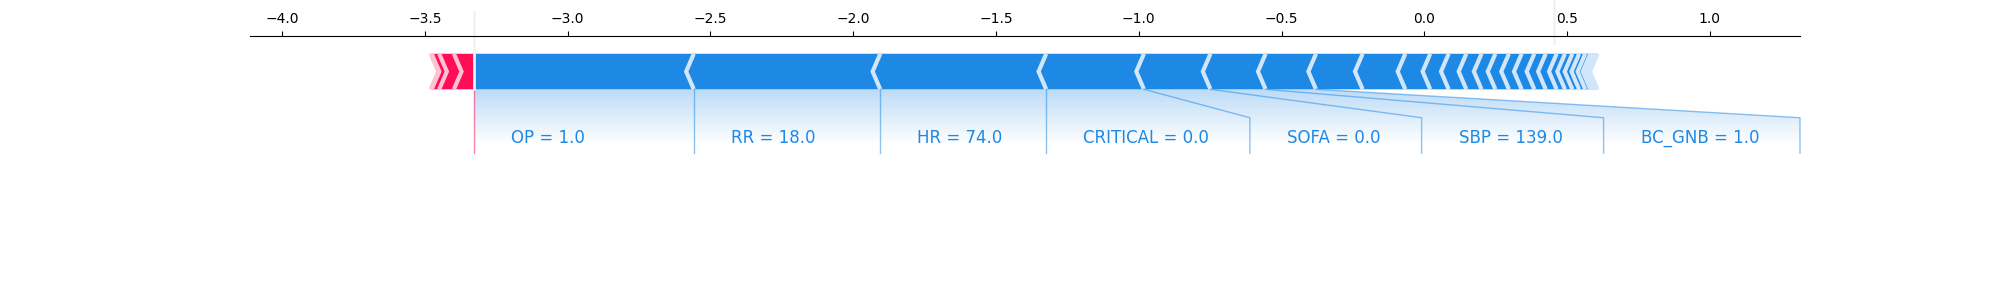 −4.0 −3.5 −3.0 −2.5 −2.0 −1.5 −1.0 −0.5 0.0 0.5 1.0
OP = 1.0 RR = 18.0 HR = 74.0 CRITICAL = 0.0 SOFA = 0.0 SBP = 139.0 BC_GNB = 1.0